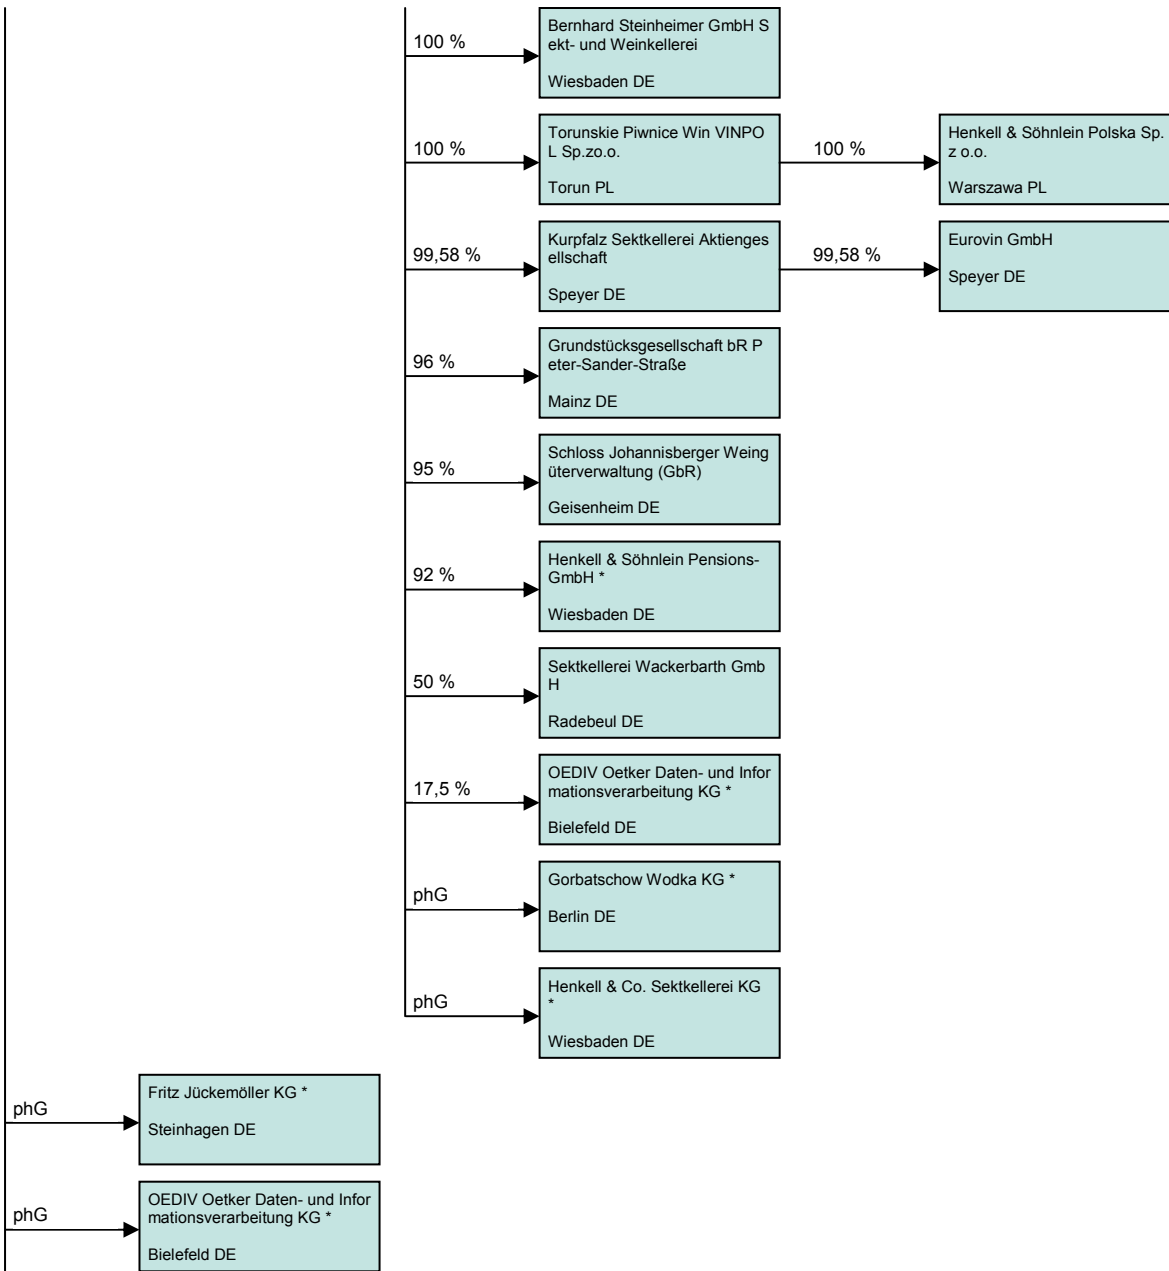 100 %
Bernhard Steinheimer GmbH S
ekt- und Weinkellerei
Wiesbaden DE
100 %
Torunskie Piwnice Win VINPO
L Sp.zo.o.
Torun PL
100 %
Henkell & Söhnlein Polska Sp.
z o.o.
Warszawa PL
99,58 %
Kurpfalz Sektkellerei Aktienges
ellschaft
Speyer DE
99,58 %
Eurovin GmbH
Speyer DE
96 %
Grundstücksgesellschaft bR P
eter-Sander-Straße
Mainz DE
95 %
Schloss Johannisberger Weing
üterverwaltung (GbR)
Geisenheim DE
92 %
Henkell & Söhnlein Pensions-
GmbH *
Wiesbaden DE
50 %
Sektkellerei Wackerbarth Gmb
H
Radebeul DE
17,5 %
OEDIV Oetker Daten- und Infor
mationsverarbeitung KG *
Bielefeld DE
phG
Gorbatschow Wodka KG *
Berlin DE
phG
Henkell & Co. Sektkellerei KG
*
Wiesbaden DE
phG
Fritz Jückemöller KG *
Steinhagen DE
phG
OEDIV Oetker Daten- und Infor
mationsverarbeitung KG *
Bielefeld DE